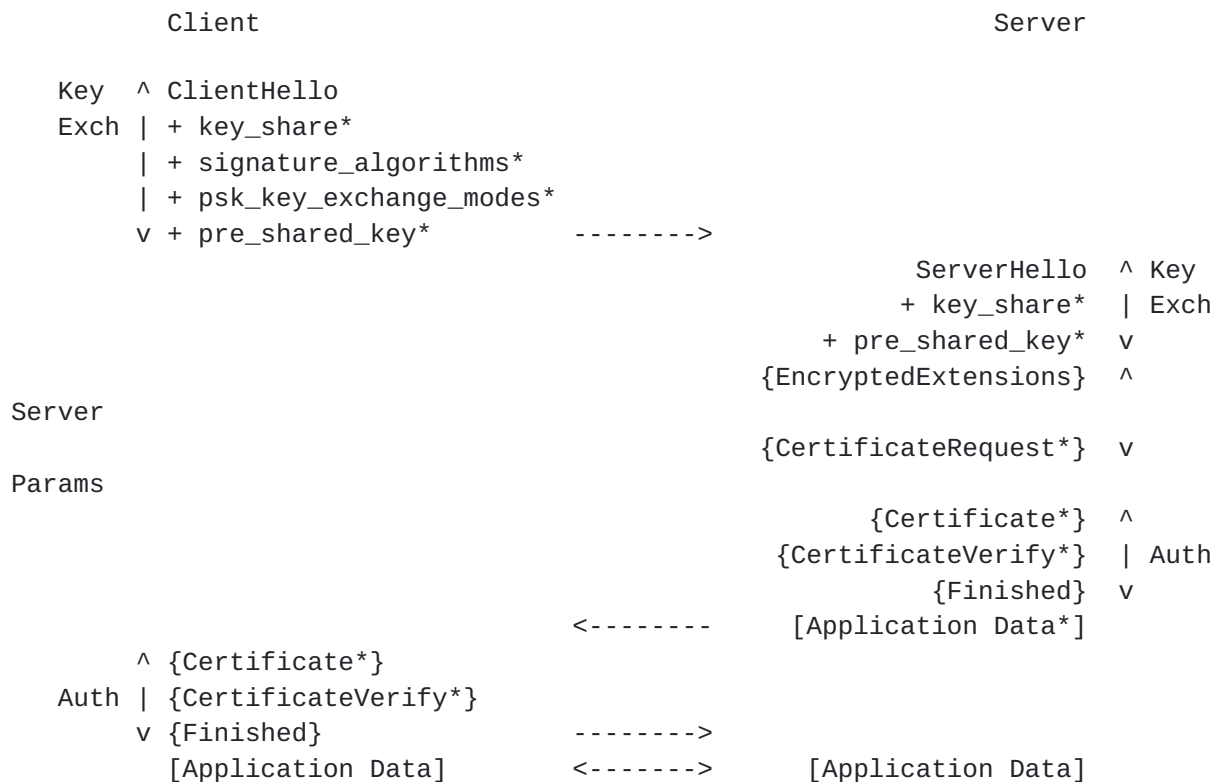 Client                                               Server

Key  ^ ClientHello
Exch | + key_share*
     | + signature_algorithms*
     | + psk_key_exchange_modes*
     v + pre_shared_key*         -------->
                                                ServerHello  ^ Key
                                               + key_share*  | Exch
                                          + pre_shared_key*  v
                                      {EncryptedExtensions}  ^
Server
                                      {CertificateRequest*}  v
Params
                                             {Certificate*}  ^
                                       {CertificateVerify*}  | Auth
                                                 {Finished}  v
                                 <--------     [Application Data*]
     ^ {Certificate*}
Auth | {CertificateVerify*}
     v {Finished}                -------->
       [Application Data]        <------->      [Application Data]